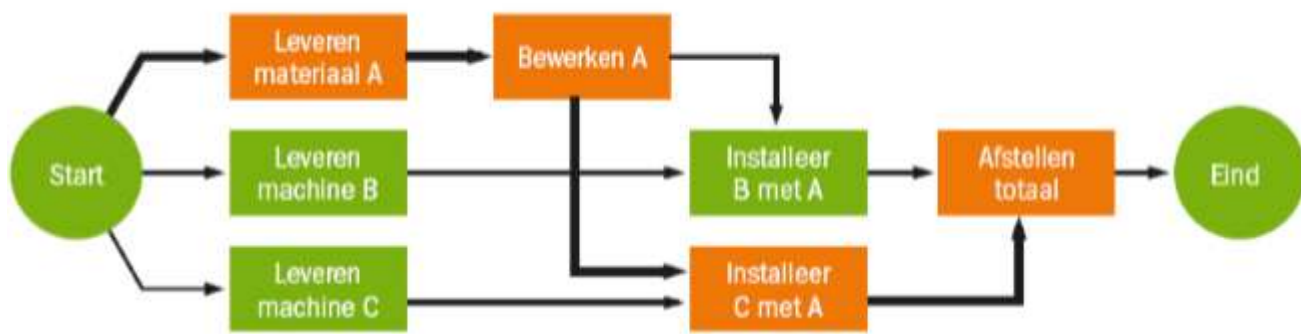 Leveren
materiaal A
Bewerken A
Start
Leveren
machine B
Installeer
B met A
Afstellen
totaal
Eind
Leveren
machine C
Installeer
C met A